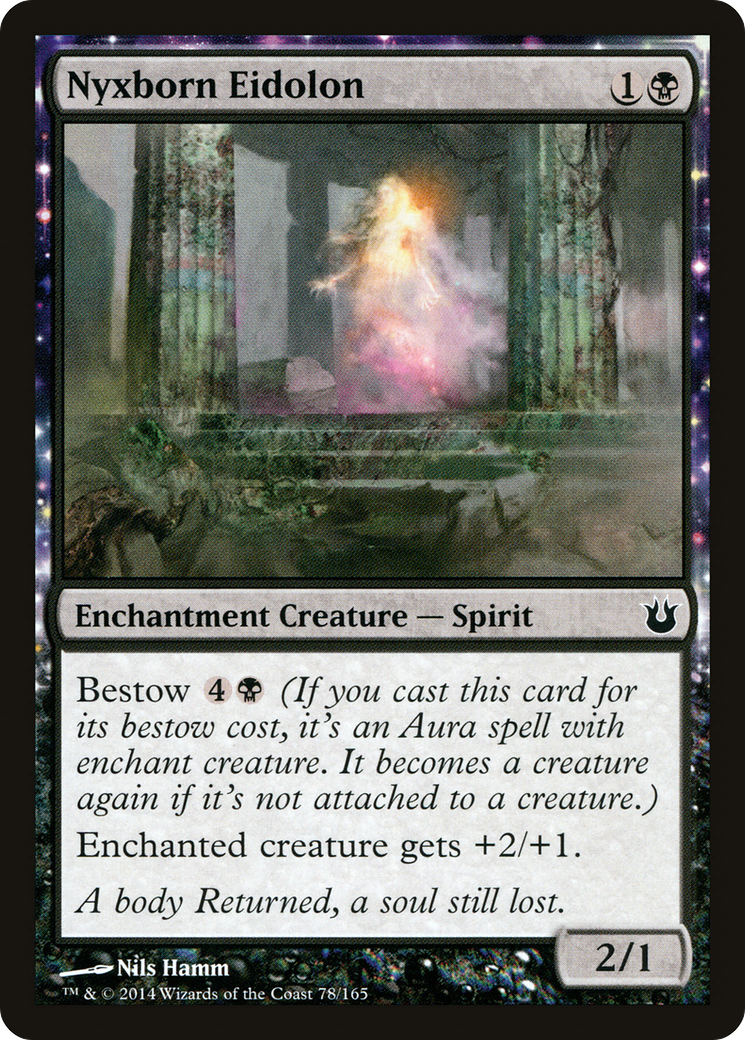 Nyxborn Eidolon 1
Enchantment Creature — Spirit
Bestow 4 (If you cast this card for
its bestow cost, it's an Aura spell with
enchant creature. It becomes a creature
again if it's not attached to a creature.)
Enchanted creature gets +2/+1.
A body Returned, a soul still lost.
2/1
Nils Hamm
™ & © 2014 Wizards of the Coast 78/165